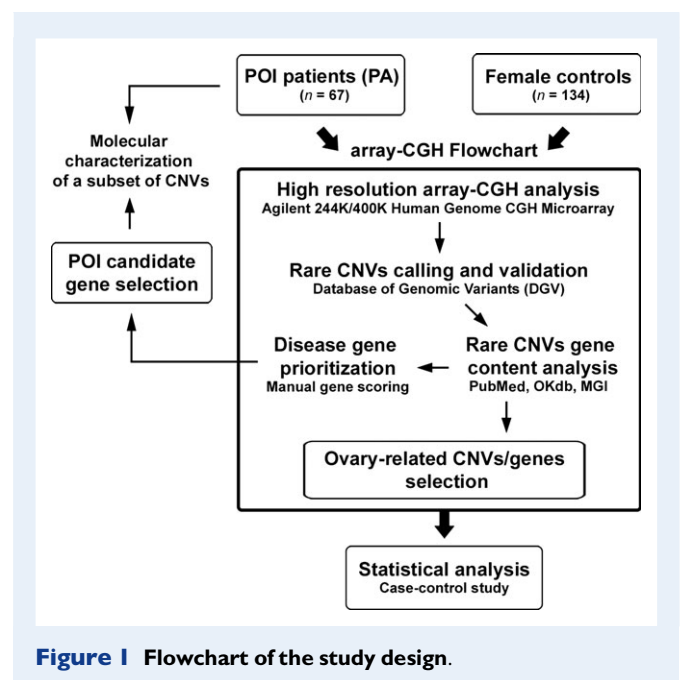 POI patients (PA)
(n = 67)
Female controls
(n = 134)
Molecular
characterization
of a subset of CNVs
array-CGH Flowchart
High resolution array-CGH analysis
Agilent 244K/400K Human Genome CGH Microarray
POI candidate
gene selection
Rare CNVs calling and validation
Database of Genomic Variants (DGV)
Disease gene
prioritization
Manual gene scoring
Rare CNVs gene
content analysis
PubMed, OKdb, MGI
Ovary-related CNVs/genes
selection
Statistical analysis
Case-control study
Figure 1 Flowchart of the study design.